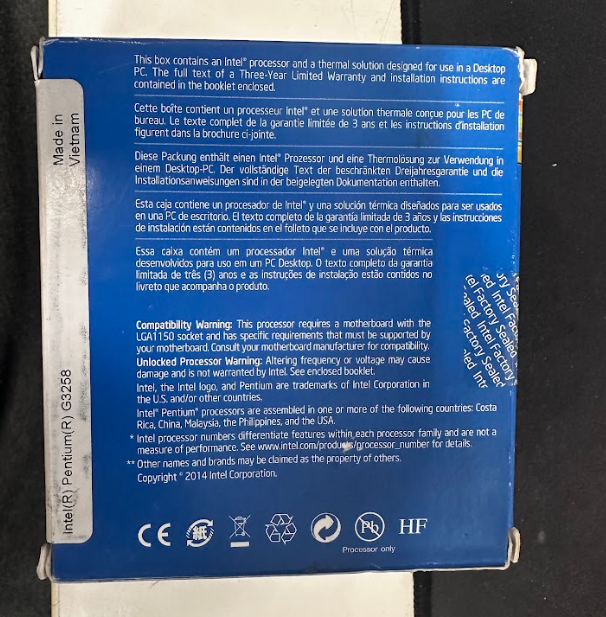 This box contains an Intel® processor and a thermal solution designed for use in a Desktop
PC. The full text of a Three-Year Limited Warranty and installation instructions are
contained in the booklet enclosed.
Cette boîte contient un processeur Intel® et une solution thermale conçue pour les PC de
bureau. Le texte complet de la garantie limitée de 3 ans et les instructions d'installation
figurent dans la brochure ci-jointe.
Diese Packung enthält einen Intel® Prozessor und eine Thermolösung zur Verwendung in
einem Desktop-PC. Der vollständige Text der beschränkten Dreijahresgarantie und die
Installationsanweisungen sind in der beigelegten Dokumentation enthalten.
Esta caja contiene un procesador de Intel® y una solución térmica diseñados para ser usados
en una PC de escritorio. El texto completo de la garantía limitada de 3 años y las instrucciones
de instalación están contenidos en el folleto que se incluye con el producto.
Essa caixa contém um processador Intel® e uma solução térmica
desenvolvidos para uso em um PC Desktop. O texto completo da garantia
limitada de três (3) anos e as instruções de instalação estão contidos no
livreto que acompanha o produto.
Compatibility Warning: This processor requires a motherboard with the
LGA1150 socket and has specific requirements that must be supported by
your motherboard. Consult your motherboard manufacturer for compatibility.
Unlocked Processor Warning: Altering frequency or voltage may cause
damage and is not warranted by Intel. See enclosed booklet.
Intel, the Intel logo, and Pentium are trademarks of Intel Corporation in
the U.S. and/or other countries.
Intel® Pentium® processors are assembled in one or more of the following countries: Costa
Rica, China, Malaysia, the Philippines, and the USA.
* Intel processor numbers differentiate features within each processor family and are not a
measure of performance. See www.intel.com/products/processor_number for details.
** Other names and brands may be claimed as the property of others.
Copyright © 2014 Intel Corporation.
CE 紙 Pb HF
Processor only
Made in
Vietnam
Intel(R) Pentium(R) G3258
ory Sealed
led Intel Factory
tel Factory Sealed
ealed Intel Factory
Factory Sealed
led Intel